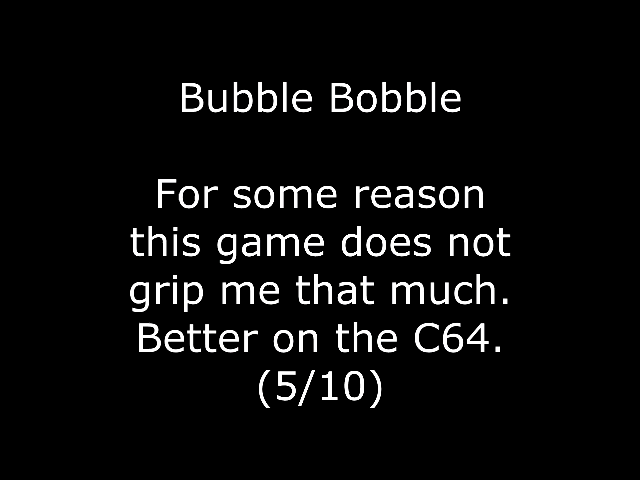 Bubble Bobble
For some reason
this game does not
grip me that much.
Better on the C64.
(5/10)